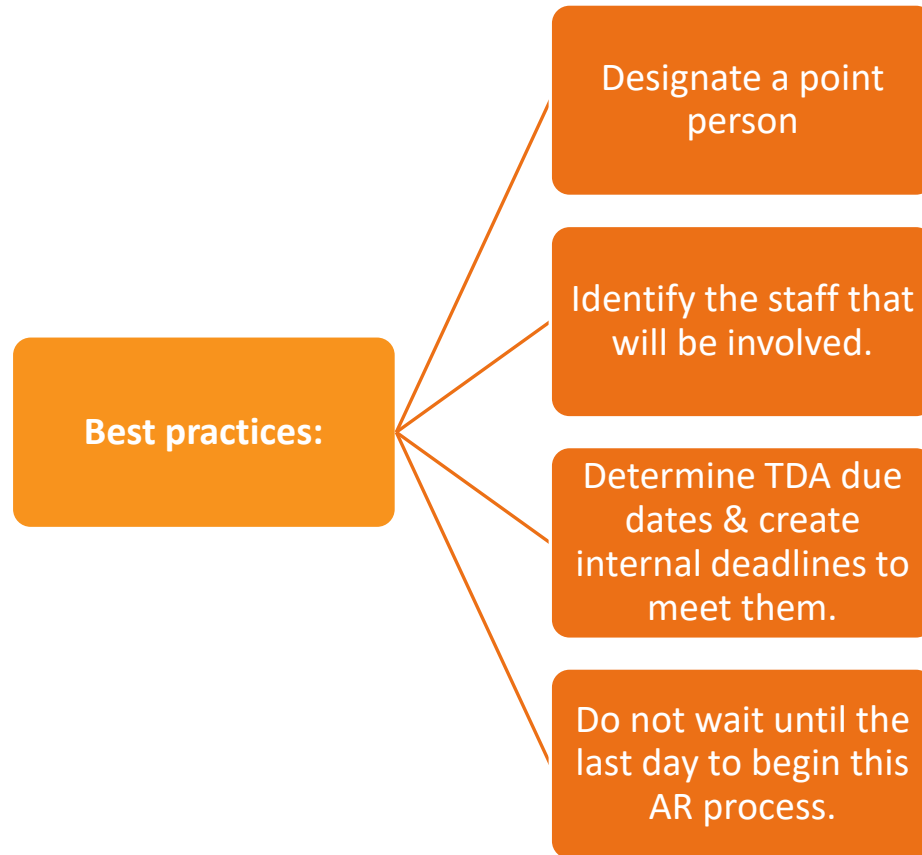 Designate a point
person
Identify the staff that
will be involved.
Best practices:
Determine TDA due
dates & create
internal deadlines to
meet them.
Do not wait until the
last day to begin this
AR process.